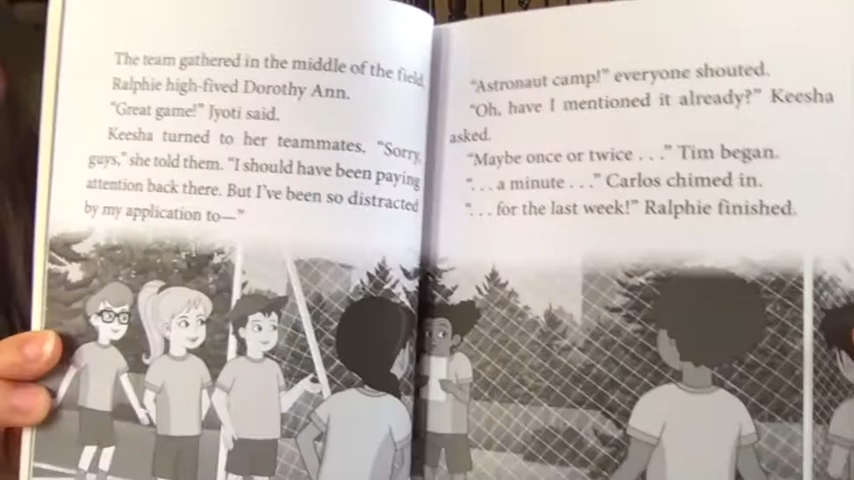 The team gathered in the middle of the field.
Ralphie high-fived Dorothy Ann.
"Great game!" Jyoti said.
Keesha turned to her teammates. "Sorry,
guys," she told them. "I should have been paying
attention back there. But I've been so distracted
by my application to—"
"Astronaut camp!" everyone shouted.
"Oh, have I mentioned it already?" Keesha
asked.
"Maybe once or twice . . ." Tim began.
". . . a minute . . ." Carlos chimed in.
". . . for the last week!" Ralphie finished.